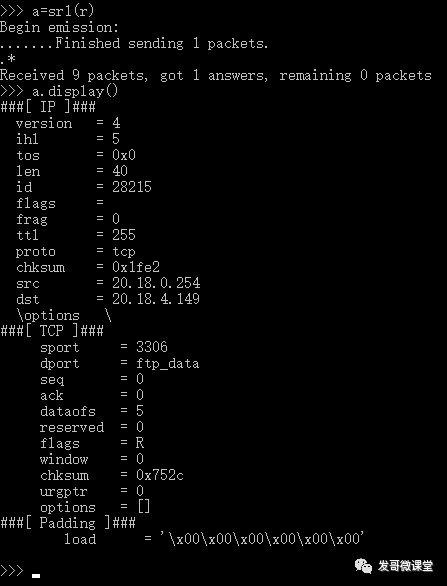 >>> a=sr1(r)
Begin emission:
.......Finished sending 1 packets.
.*
Received 9 packets, got 1 answers, remaining 0 packets
>>> a.display()
###[ IP ]###
  version   = 4
  ihl       = 5
  tos       = 0x0
  len       = 40
  id        = 28215
  flags     =
  frag      = 0
  ttl       = 255
  proto     = tcp
  chksum    = 0x1fe2
  src       = 20.18.0.254
  dst       = 20.18.4.149
  \options   \
###[ TCP ]###
     sport     = 3306
     dport     = ftp_data
     seq       = 0
     ack       = 0
     dataofs   = 5
     reserved  = 0
     flags     = R
     window    = 0
     chksum    = 0x752c
     urgptr    = 0
     options   = []
###[ Padding ]###
        load      = '\x00\x00\x00\x00\x00\x00'
发哥微课堂
>>>